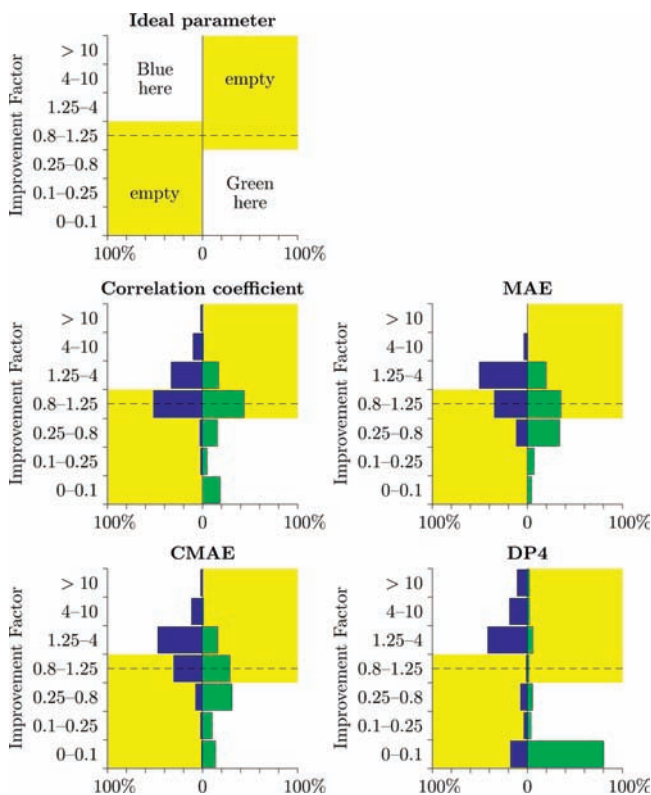 Ideal parameter
Improvement Factor
> 10
4–10
1.25–4
0.8–1.25
0.25–0.8
0.1–0.25
0–0.1
Blue
here
empty
empty
Green
here
100% 0 100%
Correlation coefficient
Improvement Factor
> 10
4–10
1.25–4
0.8–1.25
0.25–0.8
0.1–0.25
0–0.1
100% 0 100%
MAE
Improvement Factor
> 10
4–10
1.25–4
0.8–1.25
0.25–0.8
0.1–0.25
0–0.1
100% 0 100%
CMAE
Improvement Factor
> 10
4–10
1.25–4
0.8–1.25
0.25–0.8
0.1–0.25
0–0.1
100% 0 100%
DP4
Improvement Factor
> 10
4–10
1.25–4
0.8–1.25
0.25–0.8
0.1–0.25
0–0.1
100% 0 100%